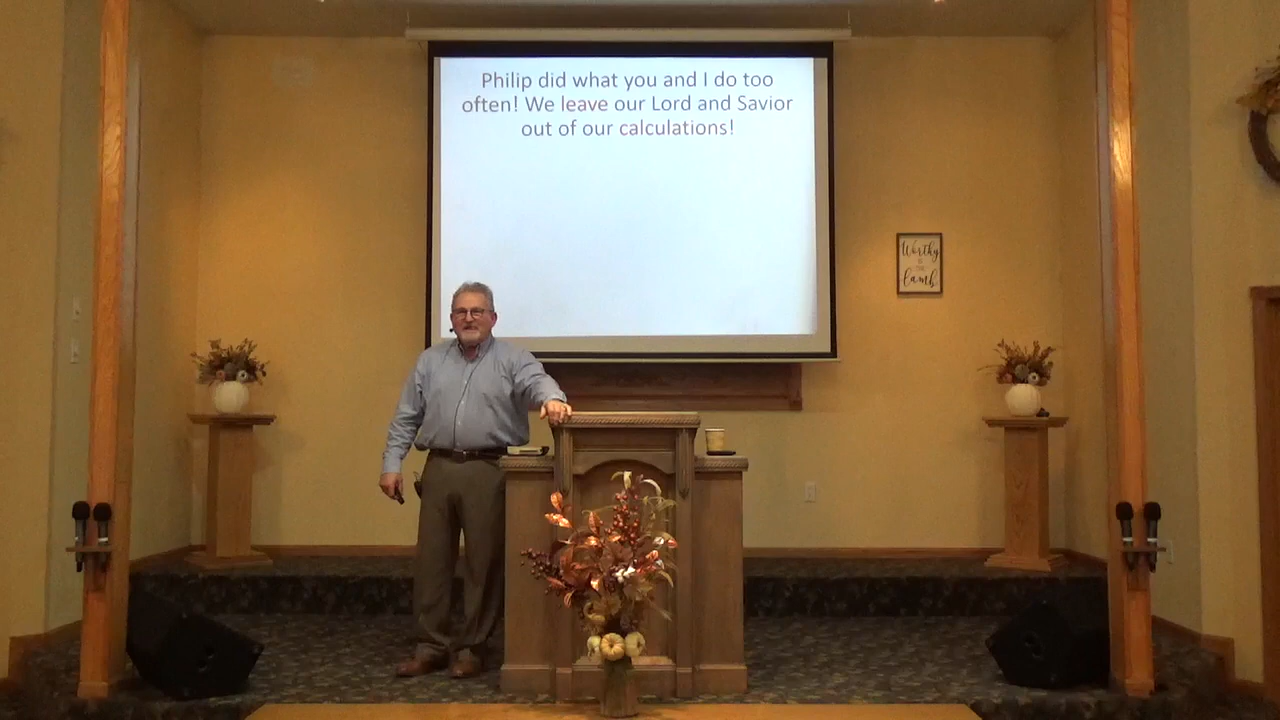 Philip did what you and I do too
often! We leave our Lord and Savior
out of our calculations!
Worthy
is the
Lamb